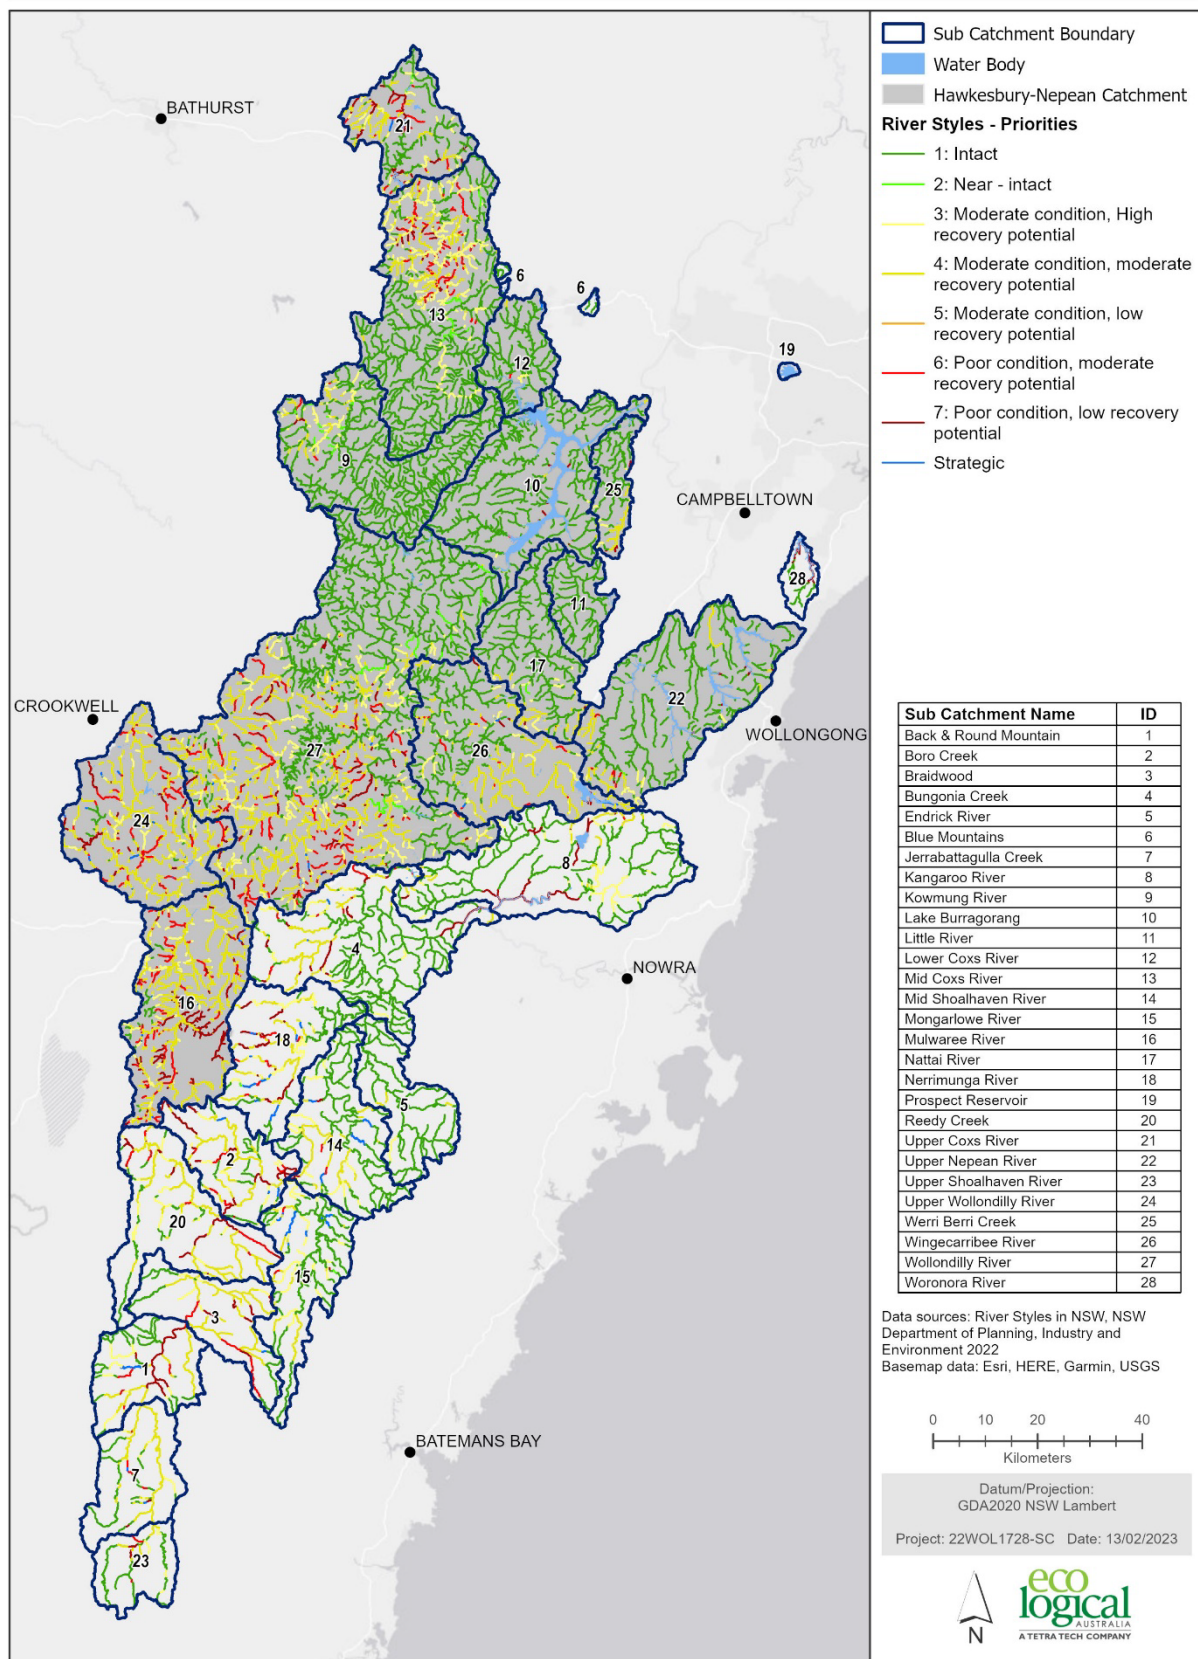 BATHURST
21
6
6
13
12
19
9
10
25
CAMPBELLTOWN
28
11
17
22
CROOKWELL
WOLLONGONG
27
26
24
8
4
NOWRA
16
18
5
14
2
20
15
3
1
BATEMANS BAY
7
23
Sub Catchment Boundary
Water Body
Hawkesbury-Nepean Catchment
River Styles - Priorities
1: Intact
2: Near - intact
3: Moderate condition, High
recovery potential
4: Moderate condition, moderate
recovery potential
5: Moderate condition, low
recovery potential
6: Poor condition, moderate
recovery potential
7: Poor condition, low recovery
potential
Strategic
Sub Catchment Name ID
Back & Round Mountain 1
Boro Creek 2
Braidwood 3
Bungonia Creek 4
Endrick River 5
Blue Mountains 6
Jerrabattagulla Creek 7
Kangaroo River 8
Kowmung River 9
Lake Burragorang 10
Little River 11
Lower Coxs River 12
Mid Coxs River 13
Mid Shoalhaven River 14
Mongarlowe River 15
Mulwaree River 16
Nattai River 17
Nerrimunga River 18
Prospect Reservoir 19
Reedy Creek 20
Upper Coxs River 21
Upper Nepean River 22
Upper Shoalhaven River 23
Upper Wollondilly River 24
Werri Berri Creek 25
Wingecarribee River 26
Wollondilly River 27
Woronora River 28
Data sources: River Styles in NSW, NSW
Department of Planning, Industry and
Environment 2022
Basemap data: Esri, HERE, Garmin, USGS
0 10 20 40
Kilometers
Datum/Projection:
GDA2020 NSW Lambert
Project: 22WOL1728-SC Date: 13/02/2023
N
eco
logical
AUSTRALIA
A TETRA TECH COMPANY